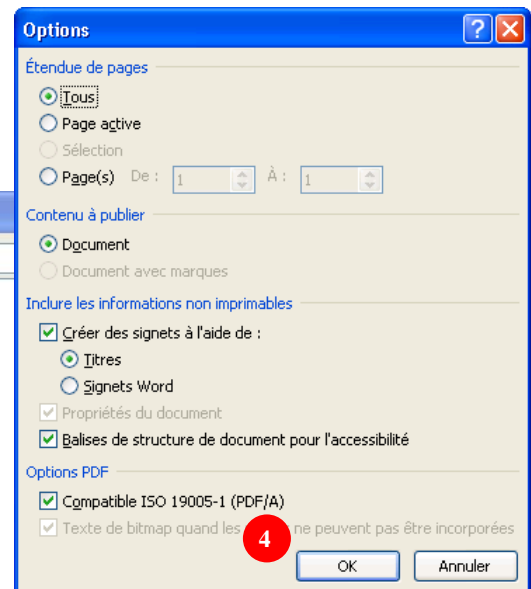 Options
Étendue de pages
Tous
Page active
Sélection
Page(s) De : 1 À : 1
Contenu à publier
Document
Document avec marques
Inclure les informations non imprimables
Créer des signets à l'aide de :
Titres
Signets Word
Propriétés du document
Balises de structure de document pour l'accessibilité
Options PDF
Compatible ISO 19005-1 (PDF/A)
Texte de bitmap quand les ne peuvent pas être incorporées
4
OK Annuler